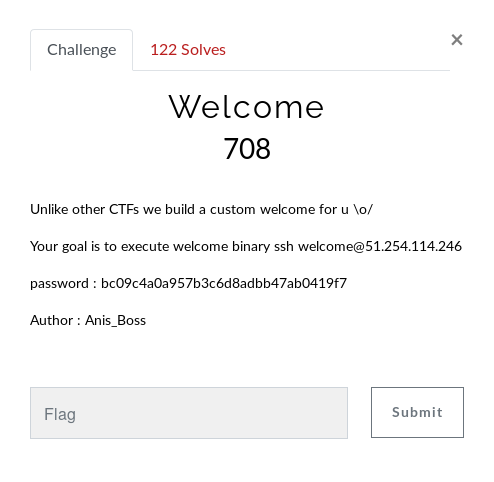 Challenge
122 Solves
×
Welcome
708
Unlike other CTFs we build a custom welcome for u \o/
Your goal is to execute welcome binary ssh welcome@51.254.114.246
password : bc09c4a0a957b3c6d8adbb47ab0419f7
Author : Anis_Boss
Flag
Submit